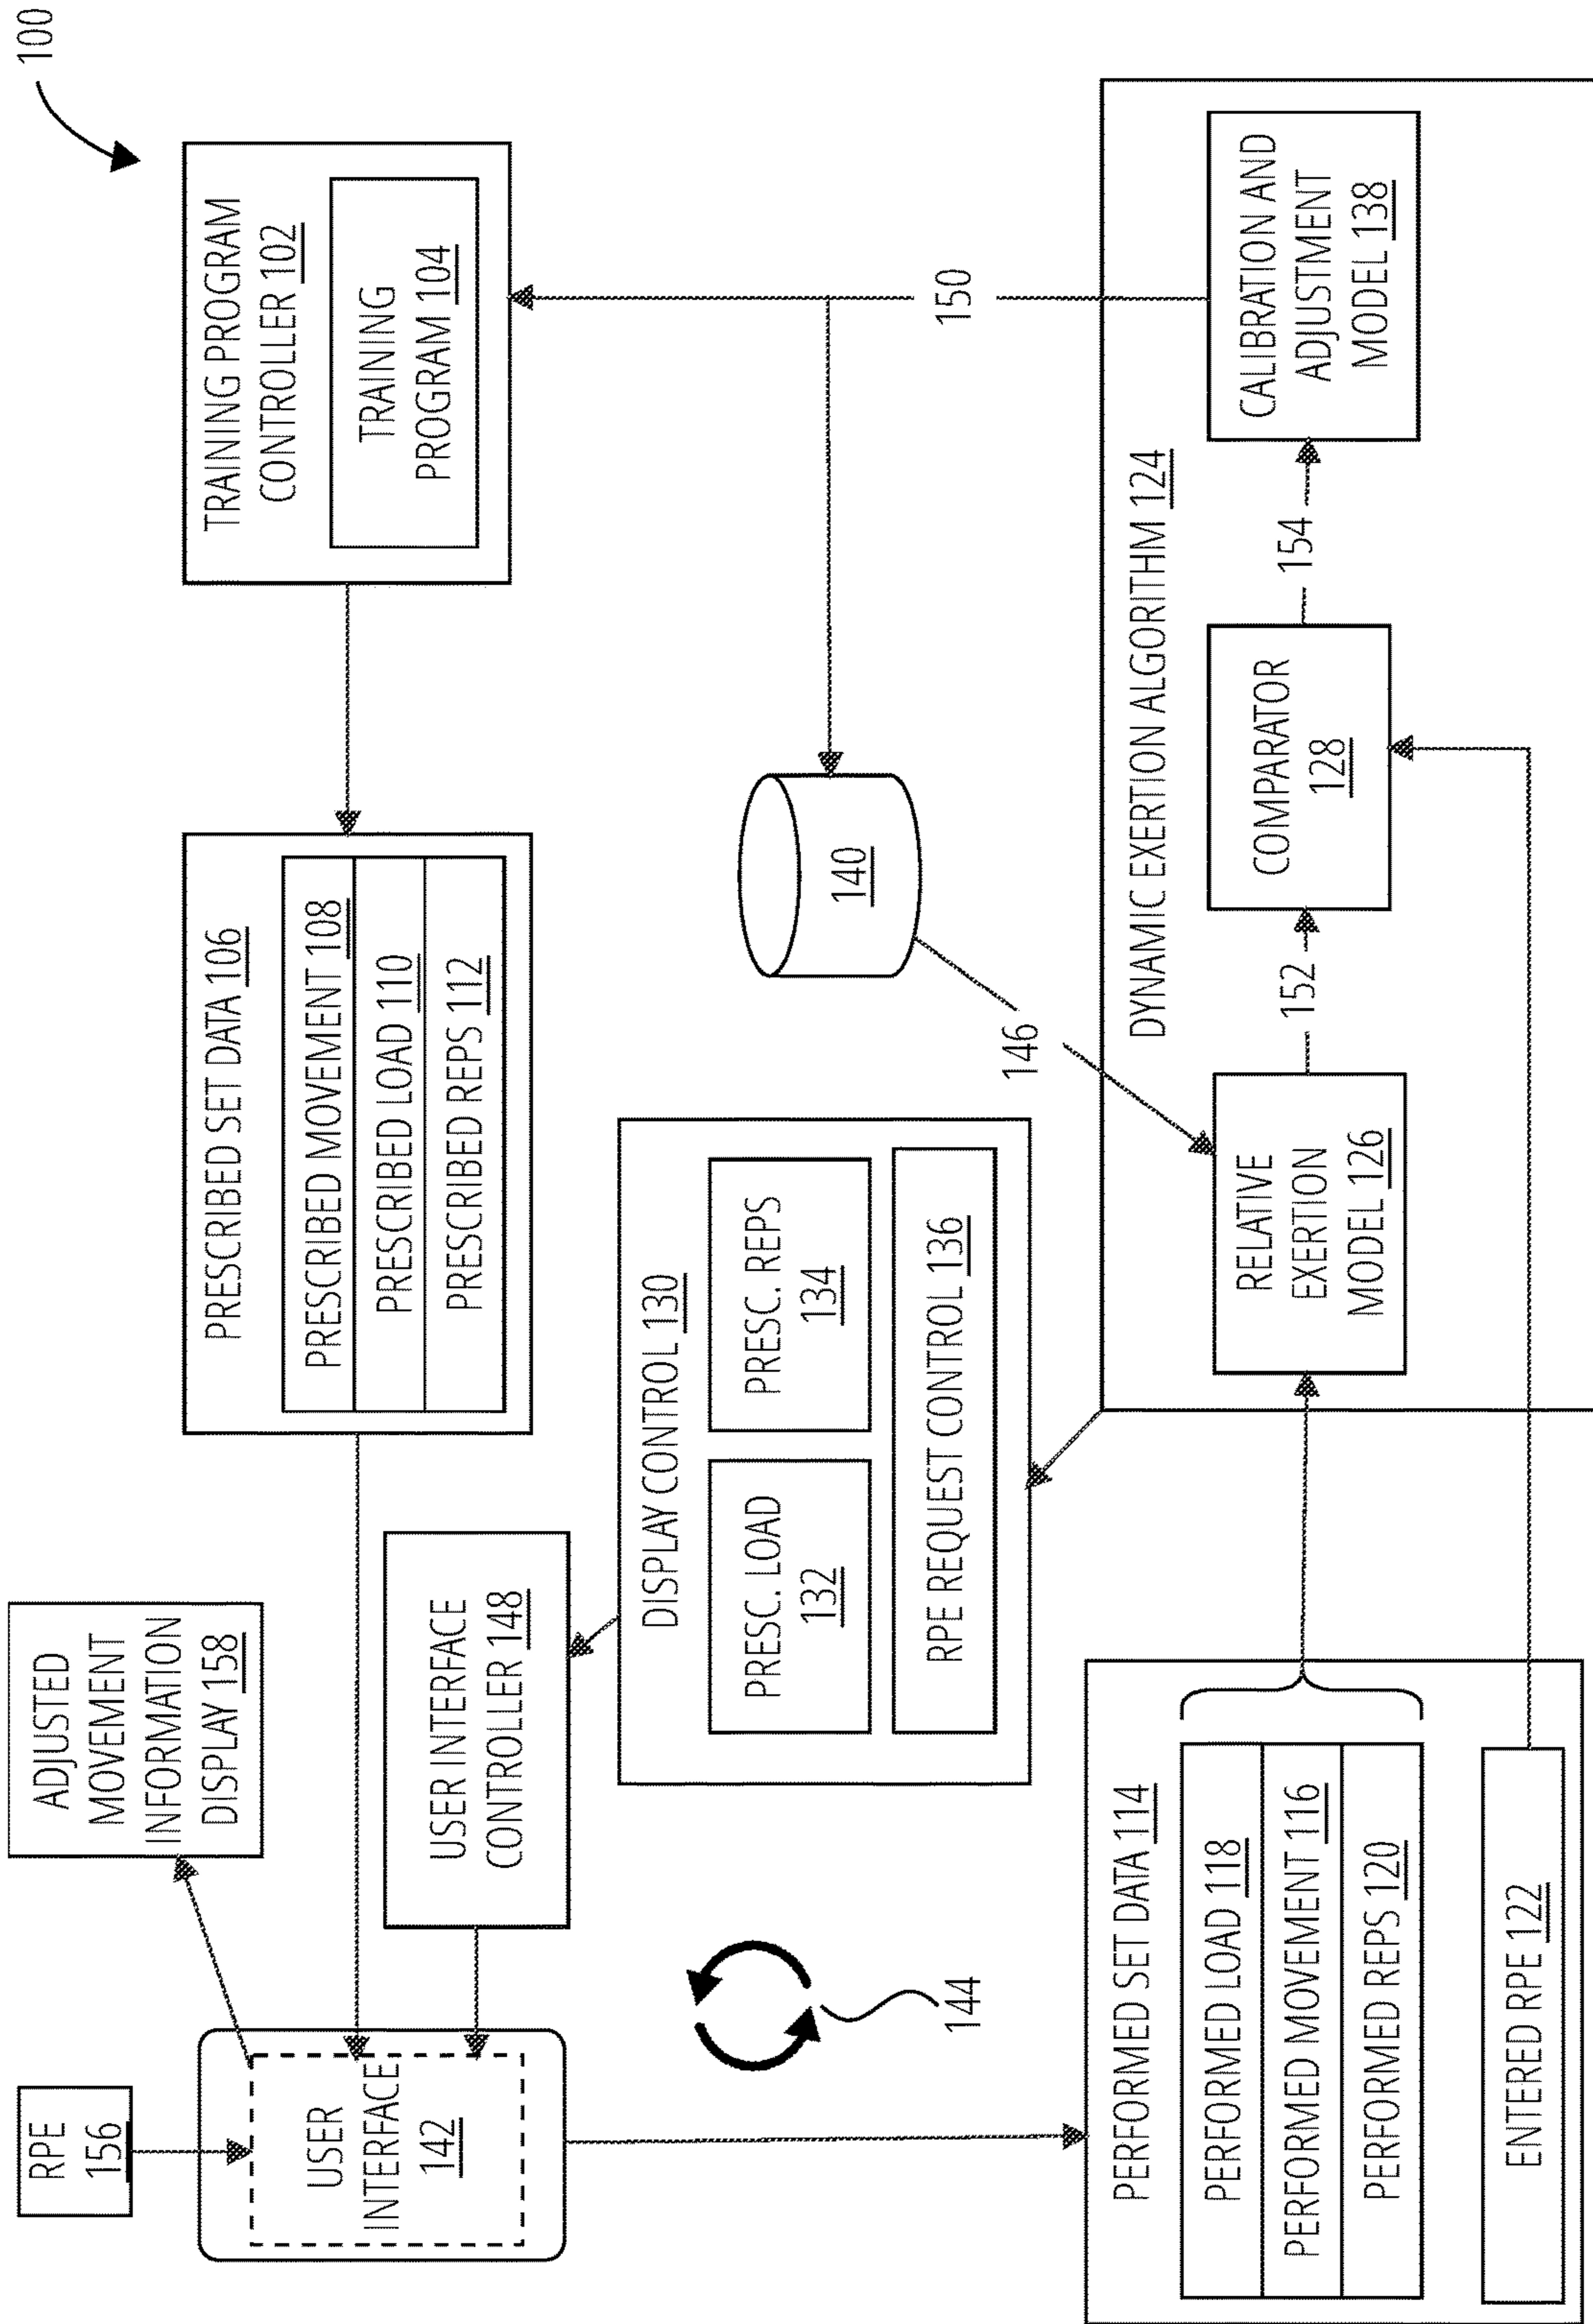 100
RPE
156
ADJUSTED
MOVEMENT
INFORMATION
DISPLAY 158
USER
INTERFACE
142
PRESCRIBED SET DATA 106
PRESCRIBED MOVEMENT 108
PRESCRIBED LOAD 110
PRESCRIBED REPS 112
TRAINING PROGRAM
CONTROLLER 102
TRAINING
PROGRAM 104
USER INTERFACE
CONTROLLER 148
DISPLAY CONTROL 130
PRESC. LOAD
132
PRESC. REPS
134
RPE REQUEST CONTROL 136
140
144
146
150
PERFORMED SET DATA 114
PERFORMED LOAD 118
PERFORMED MOVEMENT 116
PERFORMED REPS 120
ENTERED RPE 122
DYNAMIC EXERTION ALGORITHM 124
RELATIVE
EXERTION
MODEL 126
152
COMPARATOR
128
154
CALIBRATION AND
ADJUSTMENT
MODEL 138